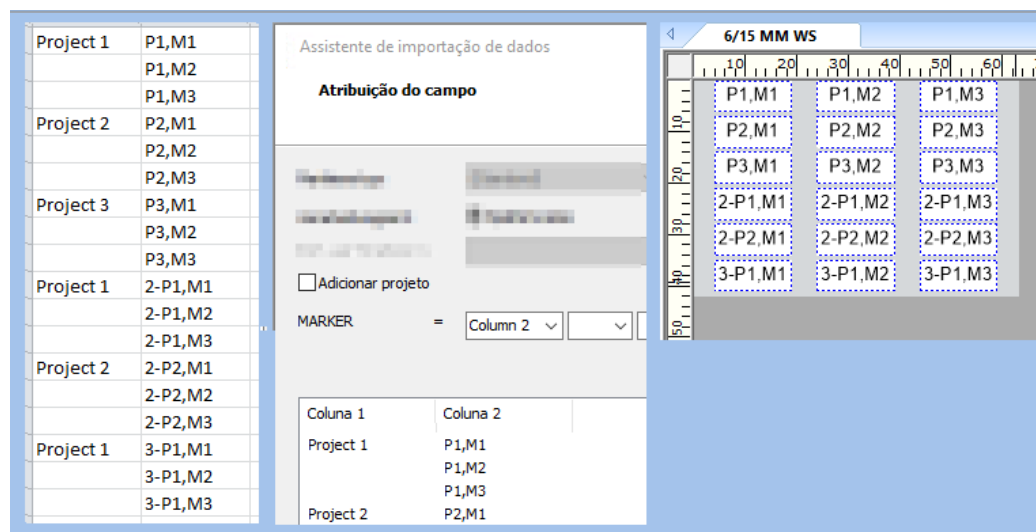 Project 1 P1,M1
P1,M2
P1,M3
Project 2 P2,M1
P2,M2
P2,M3
Project 3 P3,M1
P3,M2
P3,M3
Project 1 2-P1,M1
2-P1,M2
2-P1,M3
Project 2 2-P2,M1
2-P2,M2
2-P2,M3
Project 1 3-P1,M1
3-P1,M2
3-P1,M3
Assistente de importação de dados
Atribuição do campo
Adicionar projeto
MARKER = Column 2
Coluna 1 Coluna 2
Project 1 P1,M1
P1,M2
P1,M3
Project 2 P2,M1
6/15 MM WS
10 20 30 40 50 60
P1,M1 P1,M2 P1,M3
10
P2,M1 P2,M2 P2,M3
P3,M1 P3,M2 P3,M3
20
2-P1,M1 2-P1,M2 2-P1,M3
30
2-P2,M1 2-P2,M2 2-P2,M3
3-P1,M1 3-P1,M2 3-P1,M3
40
50